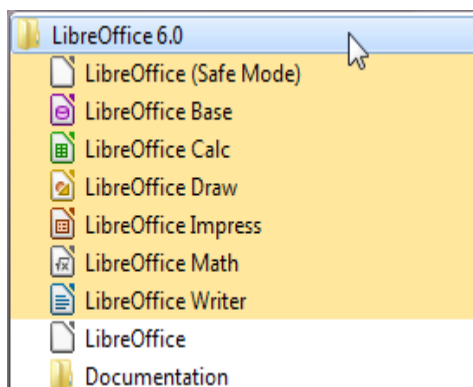 LibreOffice 6.0
LibreOffice (Safe Mode)
LibreOffice Base
LibreOffice Calc
LibreOffice Draw
LibreOffice Impress
LibreOffice Math
LibreOffice Writer
LibreOffice
Documentation